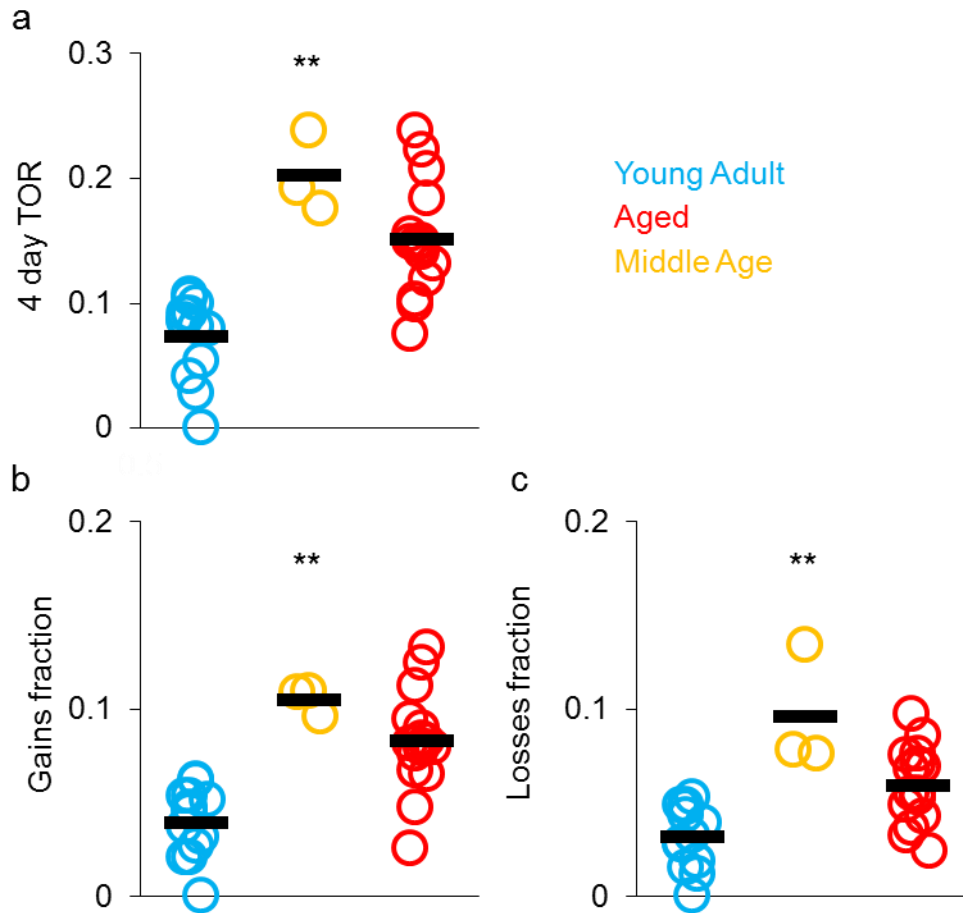 a
0.3
0.2
0.1
0
4 day TOR
**
Young Adult
Aged
Middle Age
b
0.2
0.1
0
Gains fraction
**
c
0.2
0.1
0
Losses fraction
**